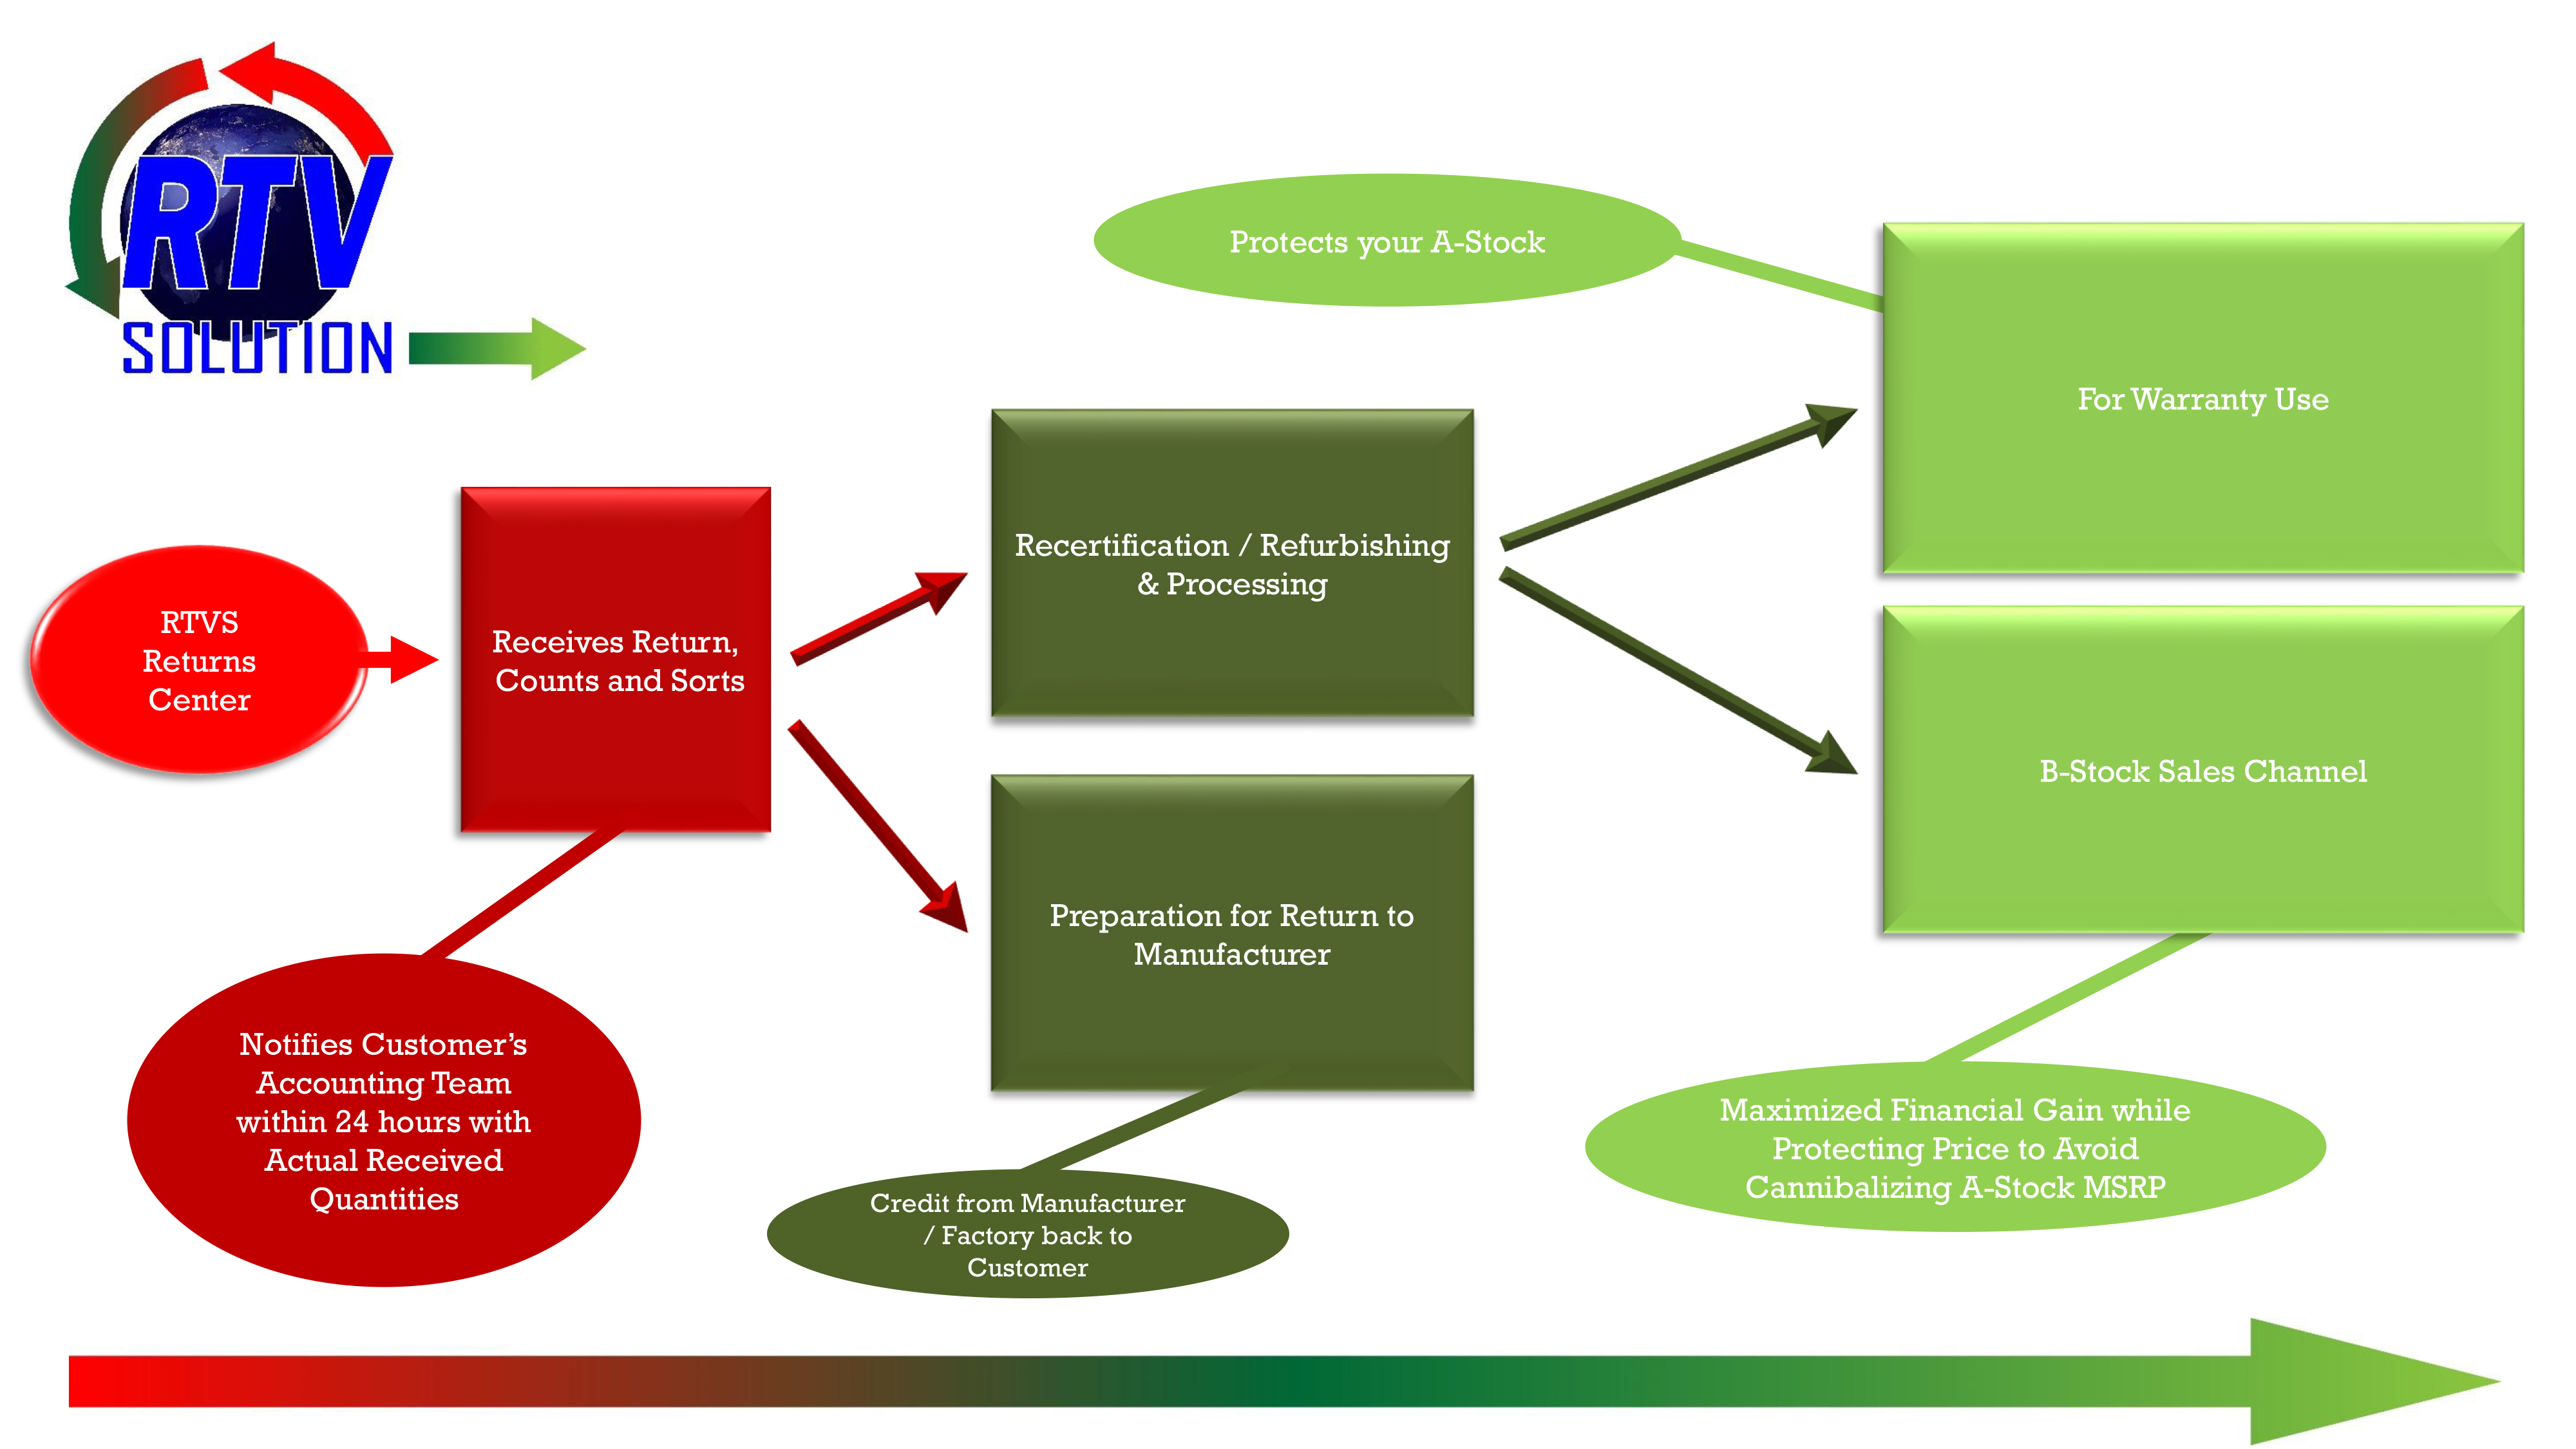 RTV
SOLUTION
Protects your A-Stock
For Warranty Use
Recertification / Refurbishing
& Processing
RTVS
Returns
Center
Receives Return,
Counts and Sorts
B-Stock Sales Channel
Preparation for Return to
Manufacturer
Notifies Customer’s
Accounting Team
within 24 hours with
Actual Received
Quantities
Credit from Manufacturer
/ Factory back to
Customer
Maximized Financial Gain while
Protecting Price to Avoid
Cannibalizing A-Stock MSRP